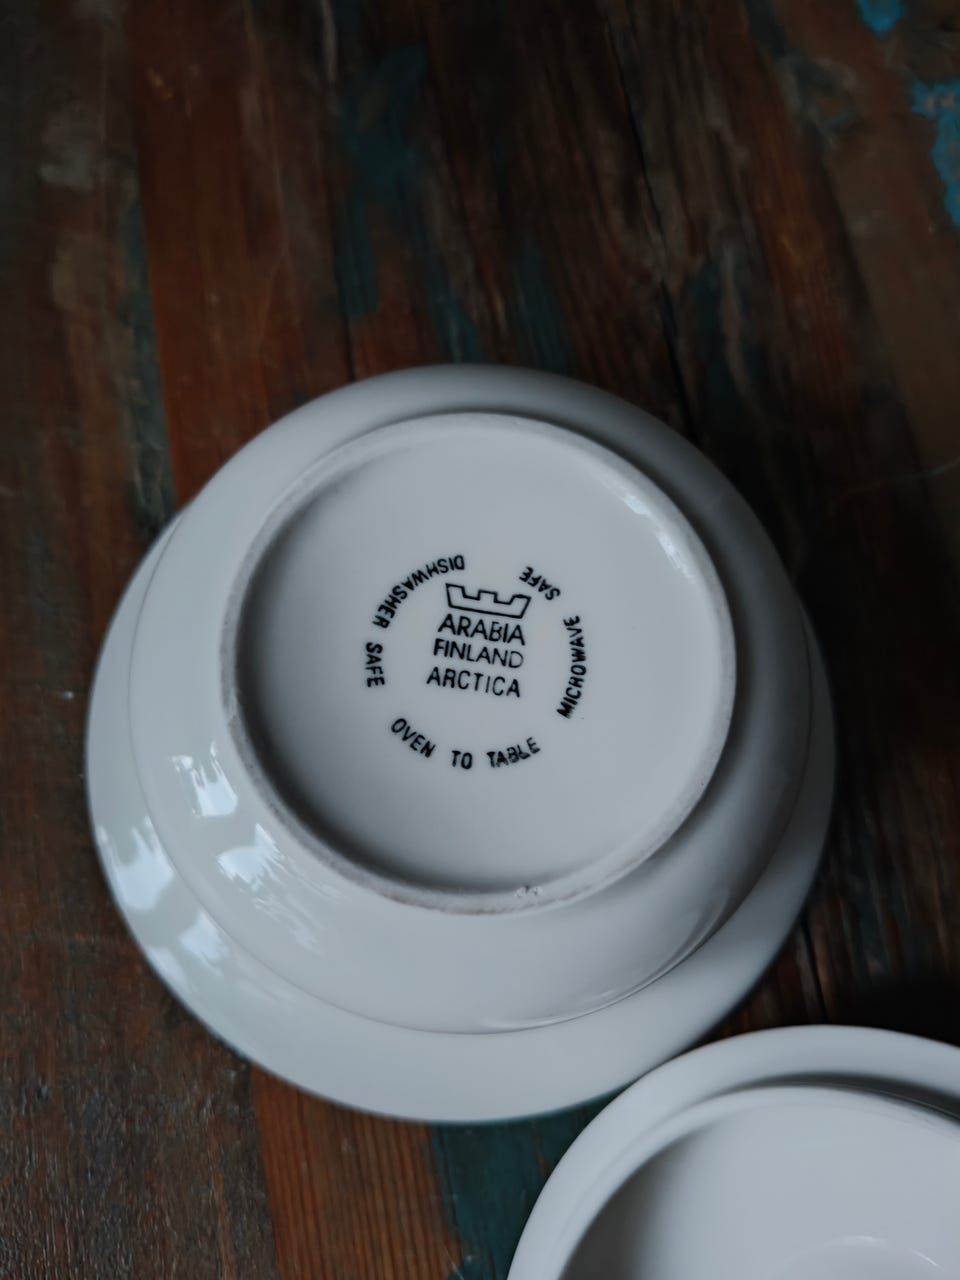 ARABIA
FINLAND
ARCTICA
DISHWASHER SAFE
OVEN TO TABLE
MICROWAVE SAFE